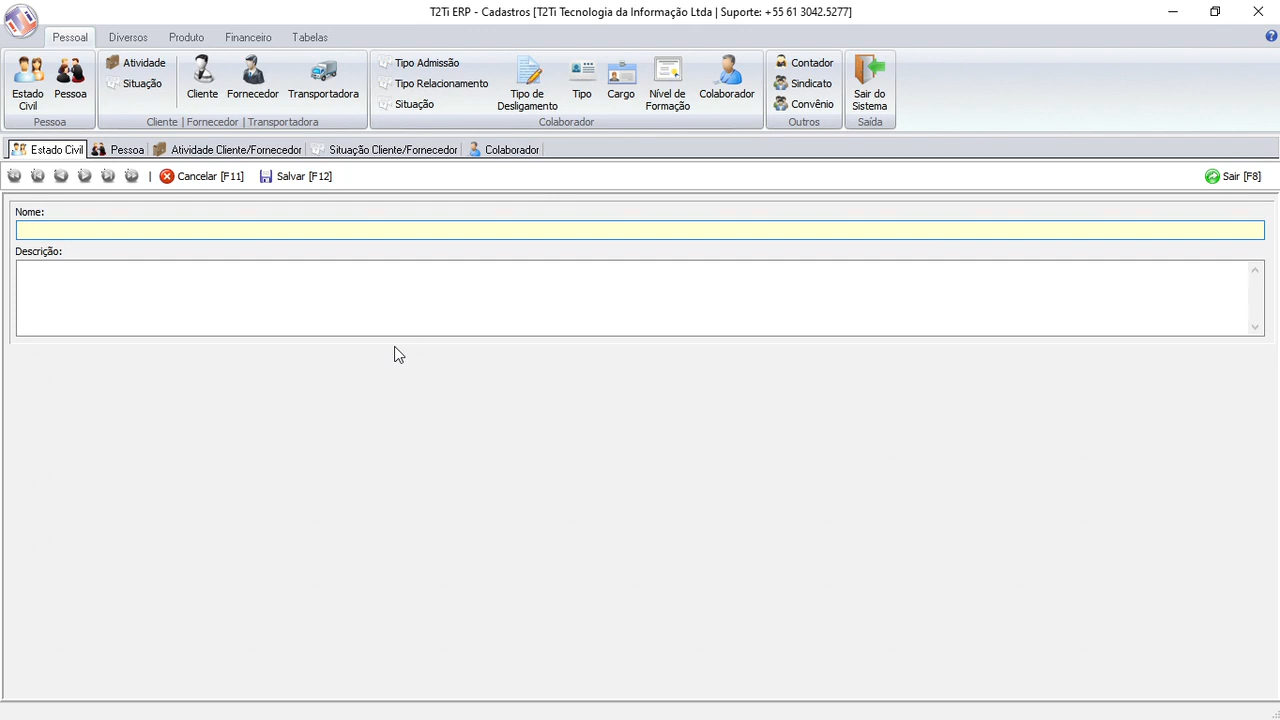 T2Ti ERP - Cadastros [T2Ti Tecnologia da Informação Ltda | Suporte: +55 61 3042.5277]
Pessoal Diversos Produto Financeiro Tabelas
Estado Civil
Pessoa
Pessoa
Atividade
Situação
Cliente
Fornecedor
Transportadora
Cliente | Fornecedor | Transportadora
Tipo Admissão
Tipo Relacionamento
Situação
Tipo de Desligamento
Tipo
Cargo
Nível de Formação
Colaborador
Colaborador
Contador
Sindicato
Convênio
Outros
Sair do Sistema
Saída
Estado Civil Pessoa Atividade Cliente/Fornecedor Situação Cliente/Fornecedor Colaborador
| Cancelar [F11] Salvar [F12] Sair [F8]
Nome:
Descrição: